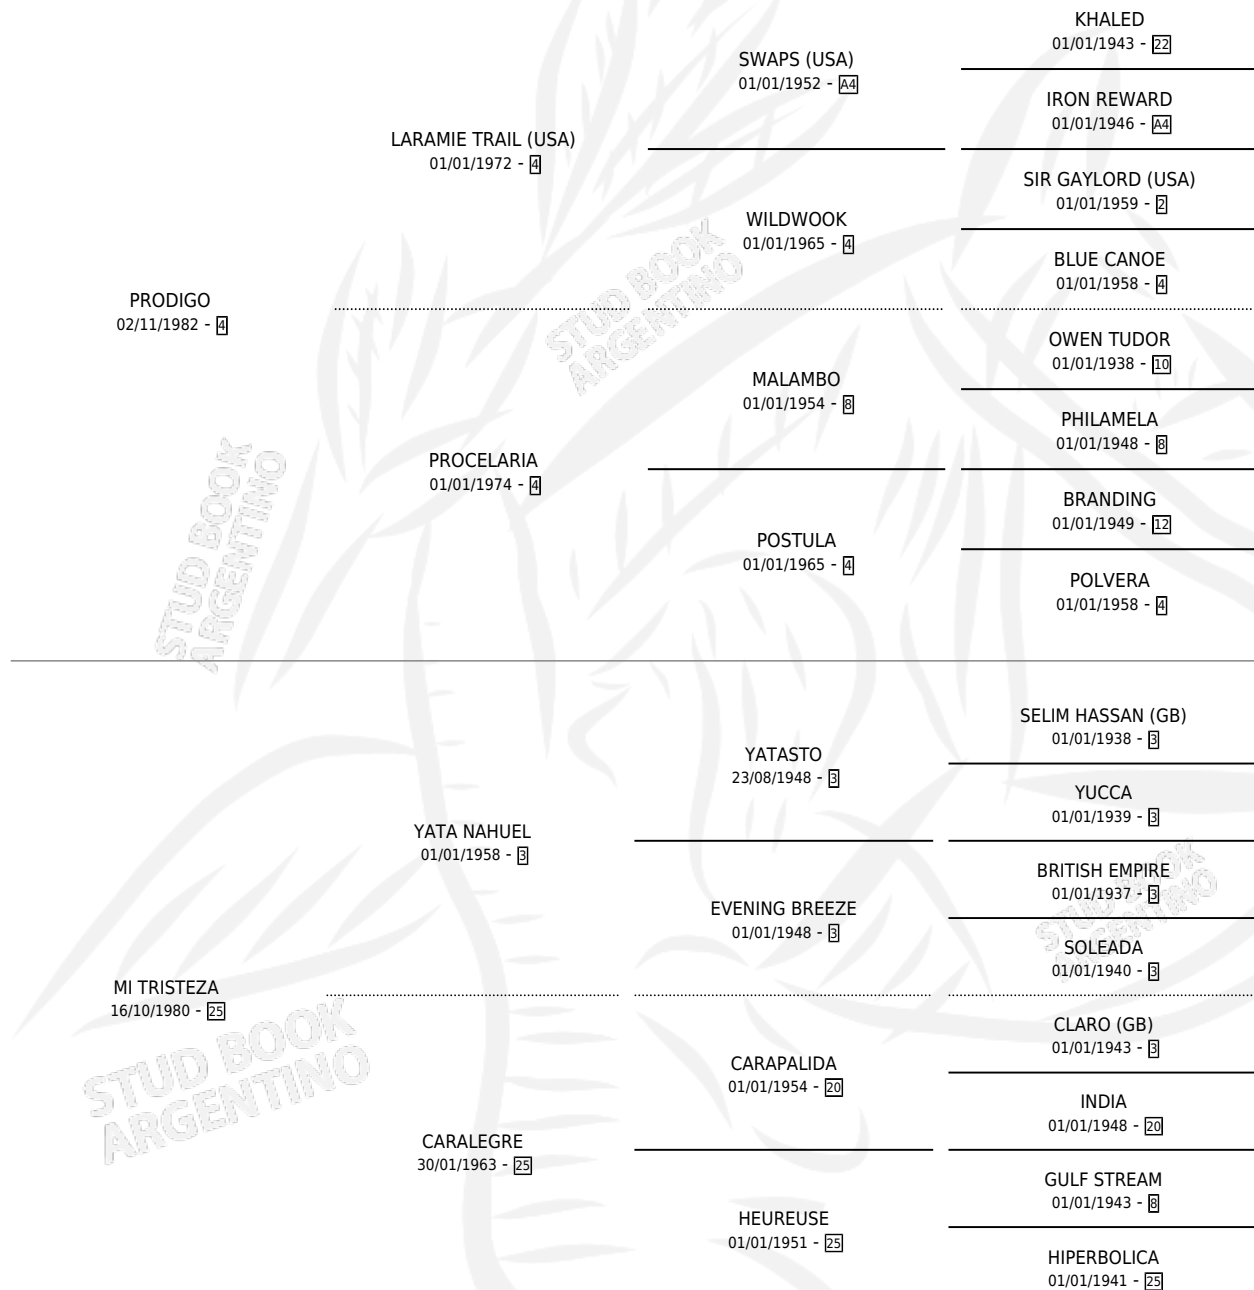 KHALED
01/01/1943 - 22
SWAPS (USA)
01/01/1952 - A4
IRON REWARD
01/01/1946 - A4
LARAMIE TRAIL (USA)
01/01/1972 - 4
SIR GAYLORD (USA)
01/01/1959 - 2
WILDWOOK
01/01/1965 - 4
BLUE CANOE
01/01/1958 - 4
PRODIGO
02/11/1982 - 4
STUD BOOK
ARGENTINO
OWEN TUDOR
01/01/1938 - 10
MALAMBO
01/01/1954 - 8
PHILAMELA
01/01/1948 - 8
PROCELARIA
01/01/1974 - 4
BRANDING
01/01/1949 - 12
POSTULA
01/01/1965 - 4
POLVERA
01/01/1958 - 4
STUD BOOK
ARGENTINO
SELIM HASSAN (GB)
01/01/1938 - 3
YATASTO
23/08/1948 - 3
YUCCA
01/01/1939 - 3
YATA NAHUEL
01/01/1958 - 3
BRITISH EMPIRE
01/01/1937 - 3
EVENING BREEZE
01/01/1948 - 3
STUD BOOK
ARGENTINO
SOLEADA
01/01/1940 - 3
MI TRISTEZA
16/10/1980 - 25
STUD BOOK
ARGENTINO
CLARO (GB)
01/01/1943 - 3
CARAPALIDA
01/01/1954 - 20
INDIA
01/01/1948 - 20
CARALEGRE
30/01/1963 - 25
GULF STREAM
01/01/1943 - 8
HEUREUSE
01/01/1951 - 25
HIPERBOLICA
01/01/1941 - 25